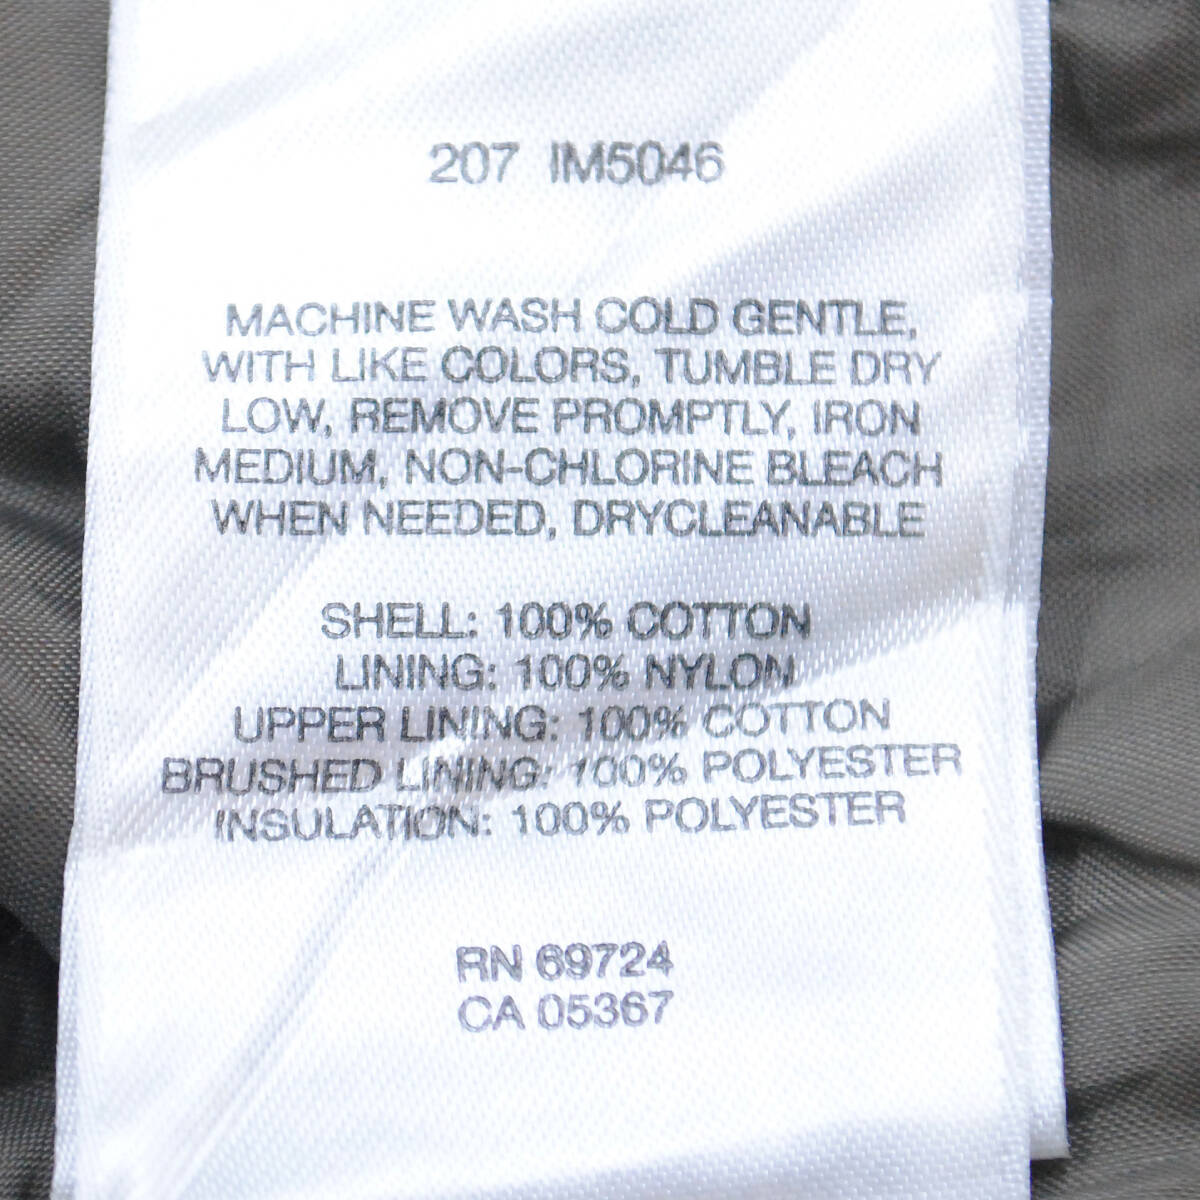 207 IM5046
MACHINE WASH COLD GENTLE,
WITH LIKE COLORS, TUMBLE DRY
LOW, REMOVE PROMPTLY, IRON
MEDIUM, NON-CHLORINE BLEACH
WHEN NEEDED, DRYCLEANABLE
SHELL: 100% COTTON
LINING: 100% NYLON
UPPER LINING: 100% COTTON
BRUSHED LINING: 100% POLYESTER
INSULATION: 100% POLYESTER
RN 69724
CA 05367